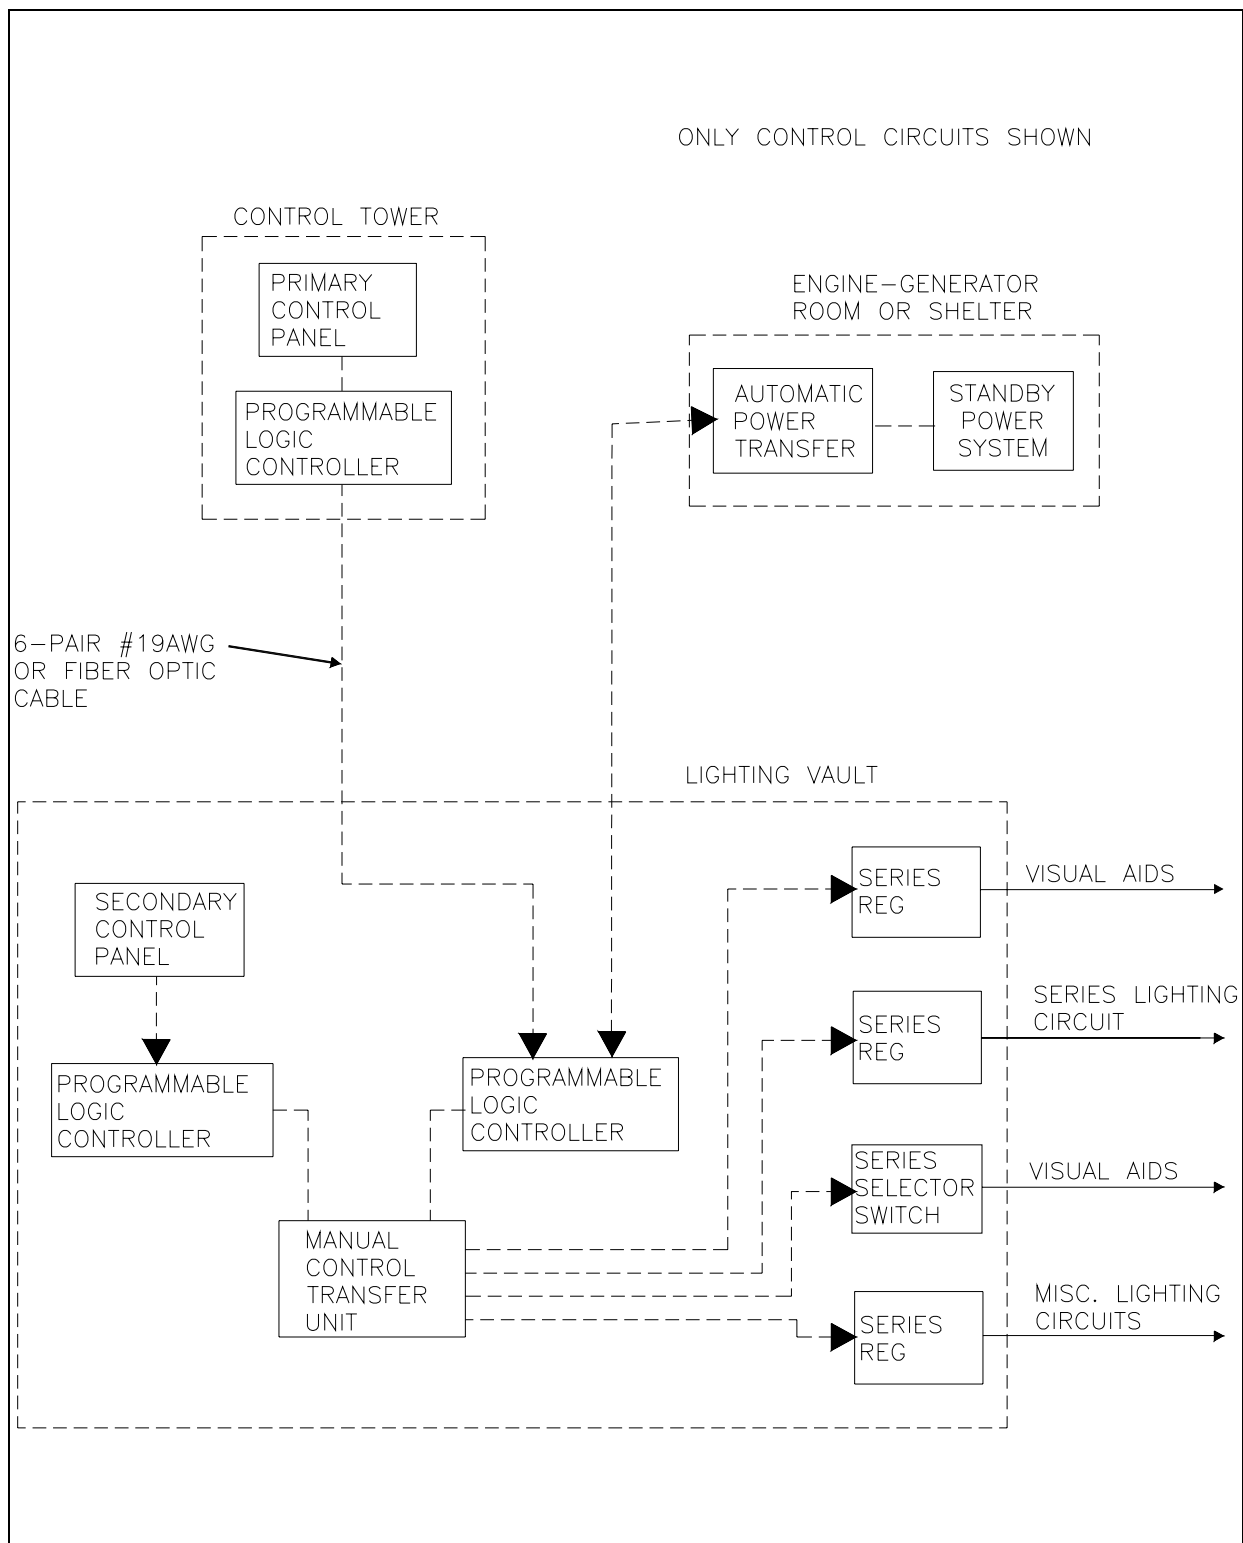 ONLY CONTROL CIRCUITS SHOWN
CONTROL TOWER
PRIMARY
CONTROL
PANEL
PROGRAMMABLE
LOGIC
CONTROLLER
ENGINE-GENERATOR
ROOM OR SHELTER
AUTOMATIC
POWER
TRANSFER
STANDBY
POWER
SYSTEM
6-PAIR #19AWG
OR FIBER OPTIC
CABLE
LIGHTING VAULT
SECONDARY
CONTROL
PANEL
PROGRAMMABLE
LOGIC
CONTROLLER
PROGRAMMABLE
LOGIC
CONTROLLER
MANUAL
CONTROL
TRANSFER
UNIT
SERIES
REG
VISUAL AIDS
SERIES
REG
SERIES LIGHTING
CIRCUIT
SERIES
SELECTOR
SWITCH
VISUAL AIDS
SERIES
REG
MISC. LIGHTING
CIRCUITS